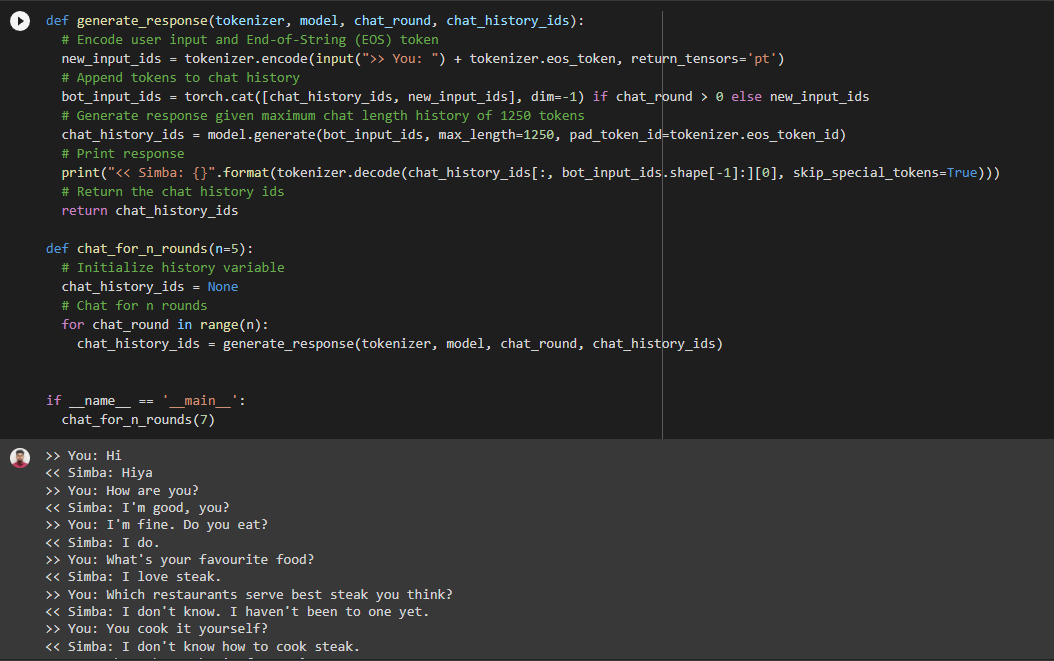 def generate_response(tokenizer, model, chat_round, chat_history_ids):
  # Encode user input and End-of-String (EOS) token
  new_input_ids = tokenizer.encode(input(">> You: ") + tokenizer.eos_token, return_tensors='pt')
  # Append tokens to chat history
  bot_input_ids = torch.cat([chat_history_ids, new_input_ids], dim=-1) if chat_round > 0 else new_input_ids
  # Generate response given maximum chat length history of 1250 tokens
  chat_history_ids = model.generate(bot_input_ids, max_length=1250, pad_token_id=tokenizer.eos_token_id)
  # Print response
  print("<< Simba: {}".format(tokenizer.decode(chat_history_ids[:, bot_input_ids.shape[-1]:][0], skip_special_tokens=True)))
  # Return the chat history ids
  return chat_history_ids

def chat_for_n_rounds(n=5):
  # Initialize history variable
  chat_history_ids = None
  # Chat for n rounds
  for chat_round in range(n):
    chat_history_ids = generate_response(tokenizer, model, chat_round, chat_history_ids)

if __name__ == '__main__':
  chat_for_n_rounds(7)
>> You: Hi
<< Simba: Hiya
>> You: How are you?
<< Simba: I'm good, you?
>> You: I'm fine. Do you eat?
<< Simba: I do.
>> You: What's your favourite food?
<< Simba: I love steak.
>> You: Which restaurants serve best steak you think?
<< Simba: I don't know. I haven't been to one yet.
>> You: You cook it yourself?
<< Simba: I don't know how to cook steak.